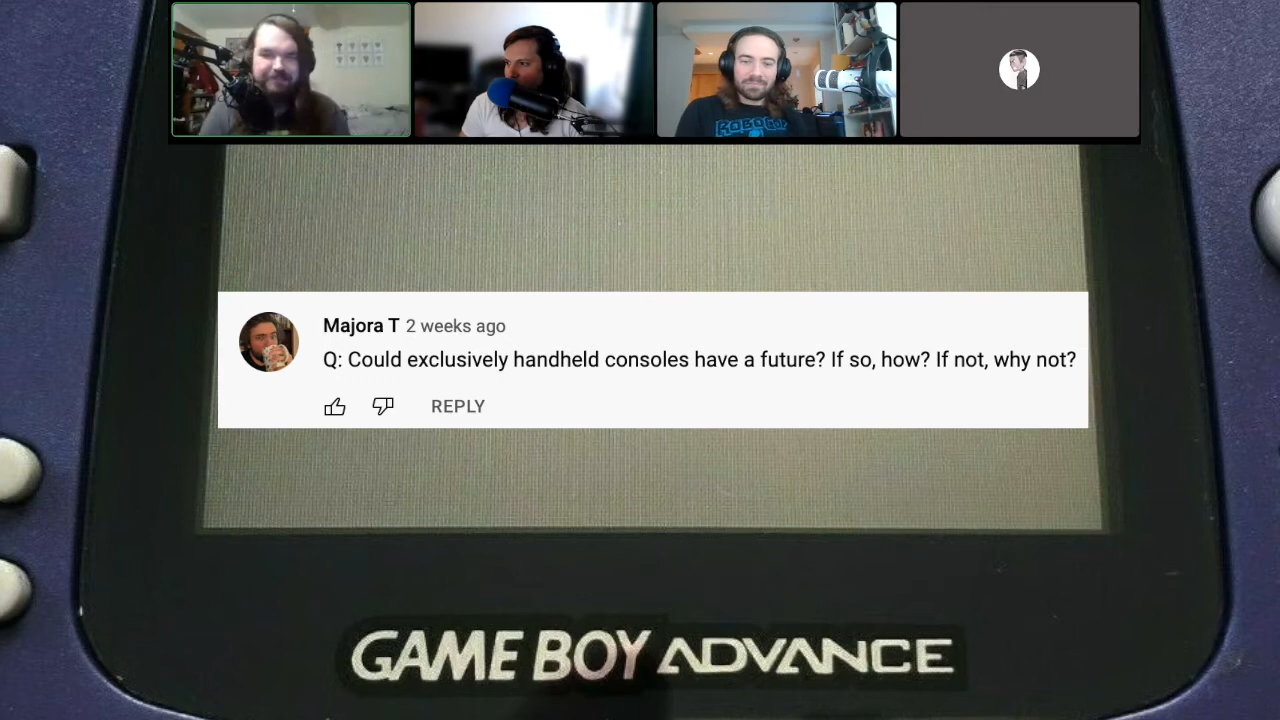 ROBOCOP
Majora T 2 weeks ago
Q: Could exclusively handheld consoles have a future? If so, how? If not, why not?
REPLY
GAME BOY ADVANCE